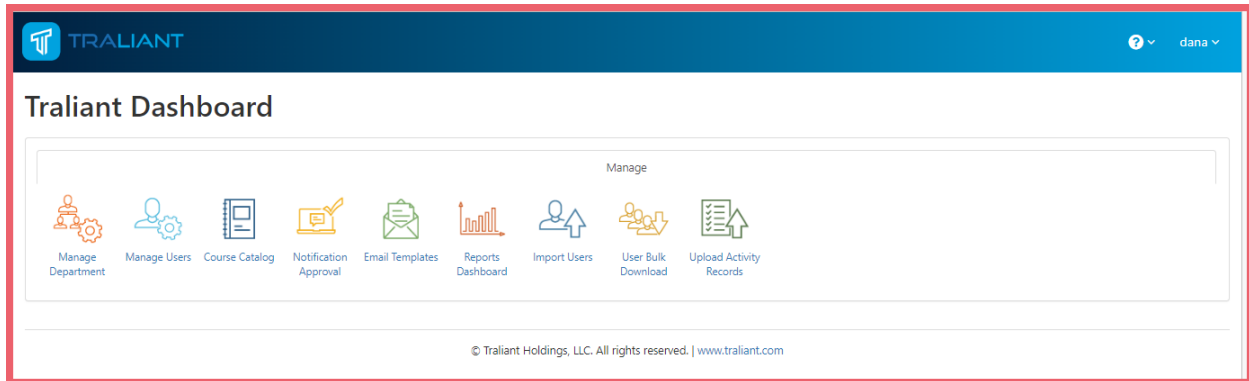 TRALIANT
? dana
Traliant Dashboard
Manage
Manage Department
Manage Users
Course Catalog
Notification Approval
Email Templates
Reports Dashboard
Import Users
User Bulk Download
Upload Activity Records
© Traliant Holdings, LLC. All rights reserved. | www.traliant.com